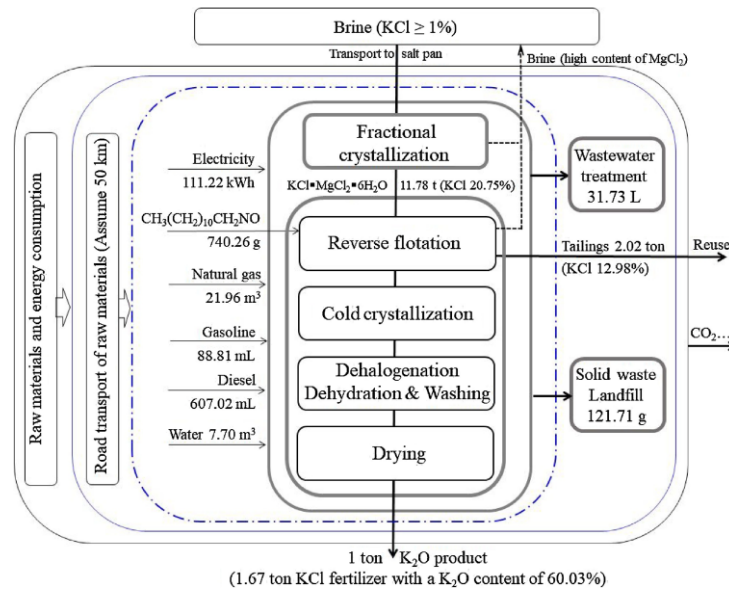 Brine (KCl ≥ 1%)
Transport to salt pan
Brine (high content of MgCl₂)
Raw materials and energy consumption
Road transport of raw materials (Assume 50 km)
Fractional
crystallization
Electricity
111.22 kWh
KCl▪MgCl₂▪6H₂O 11.78 t (KCl 20.75%)
Wastewater
treatment
31.73 L
CH₃(CH₂)₁₀CH₂NO
740.26 g
Reverse flotation
Tailings 2.02 ton
(KCl 12.98%)
Reuse
Natural gas
21.96 m³
Cold crystallization
Gasoline
88.81 mL
CO₂...
Dehalogenation
Dehydration & Washing
Diesel
607.02 mL
Solid waste
Landfill
121.71 g
Water 7.70 m³
Drying
1 ton K₂O product
(1.67 ton KCl fertilizer with a K₂O content of 60.03%)